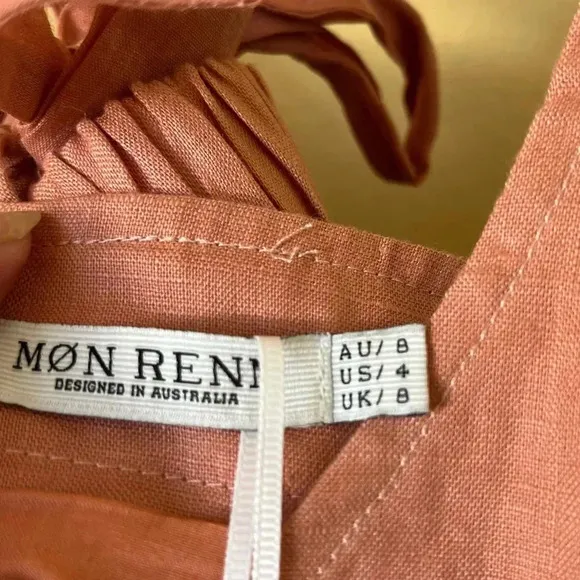 MØN RENN
DESIGNED IN AUSTRALIA
AU/ 8
US/ 4
UK/ 8